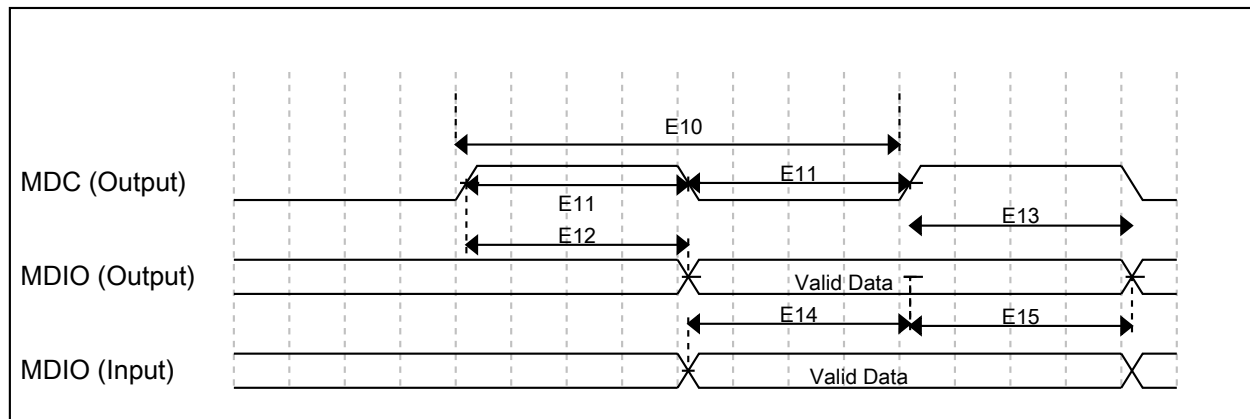 E10
MDC (Output)
E11
E11
E13
E12
MDIO (Output)
Valid Data
E14
E15
MDIO (Input)
Valid Data